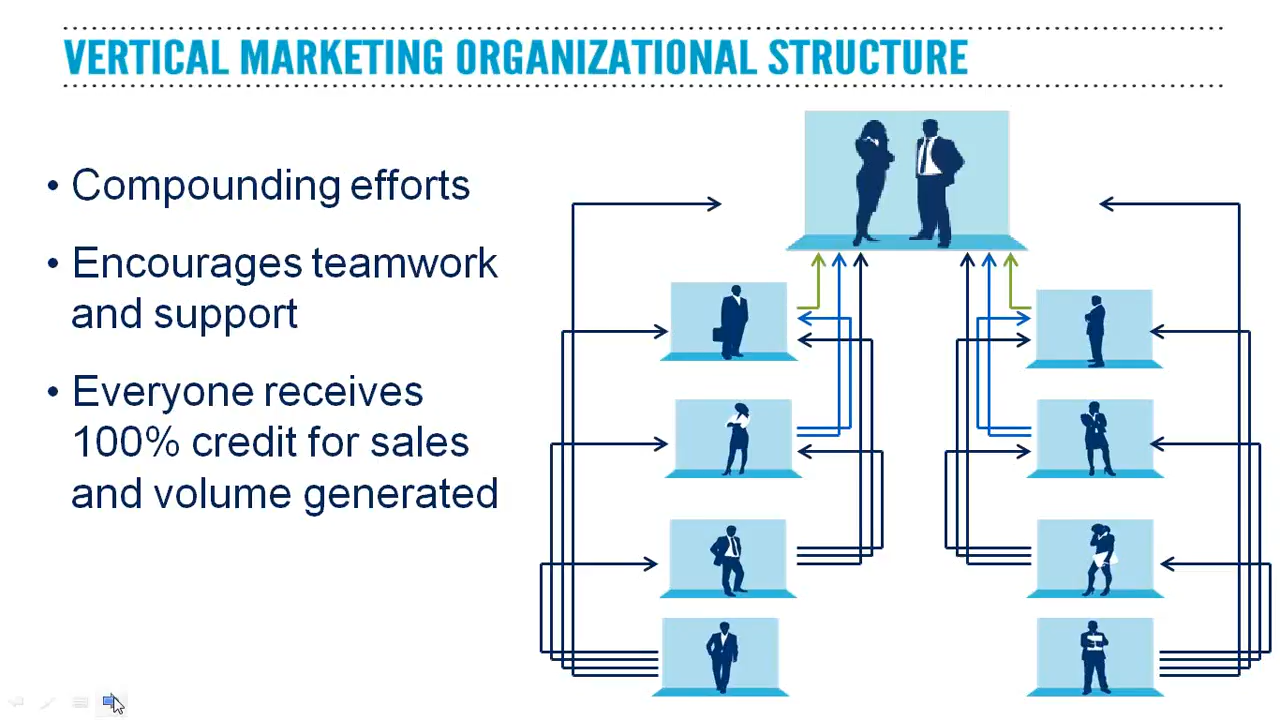 VERTICAL MARKETING ORGANIZATIONAL STRUCTURE
• Compounding efforts
• Encourages teamwork
and support
• Everyone receives
100% credit for sales
and volume generated